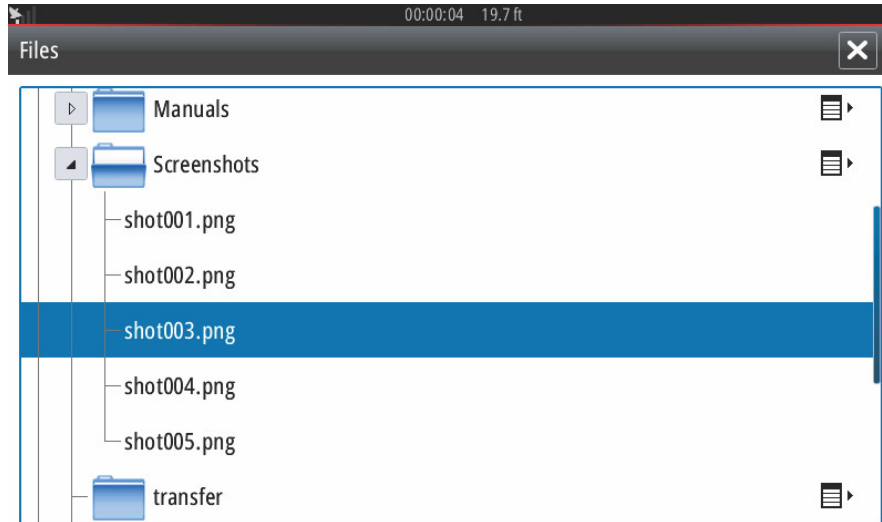 00:00:04 19.7 ft
Files
Manuals
Screenshots
shot001.png
shot002.png
shot003.png
shot004.png
shot005.png
transfer